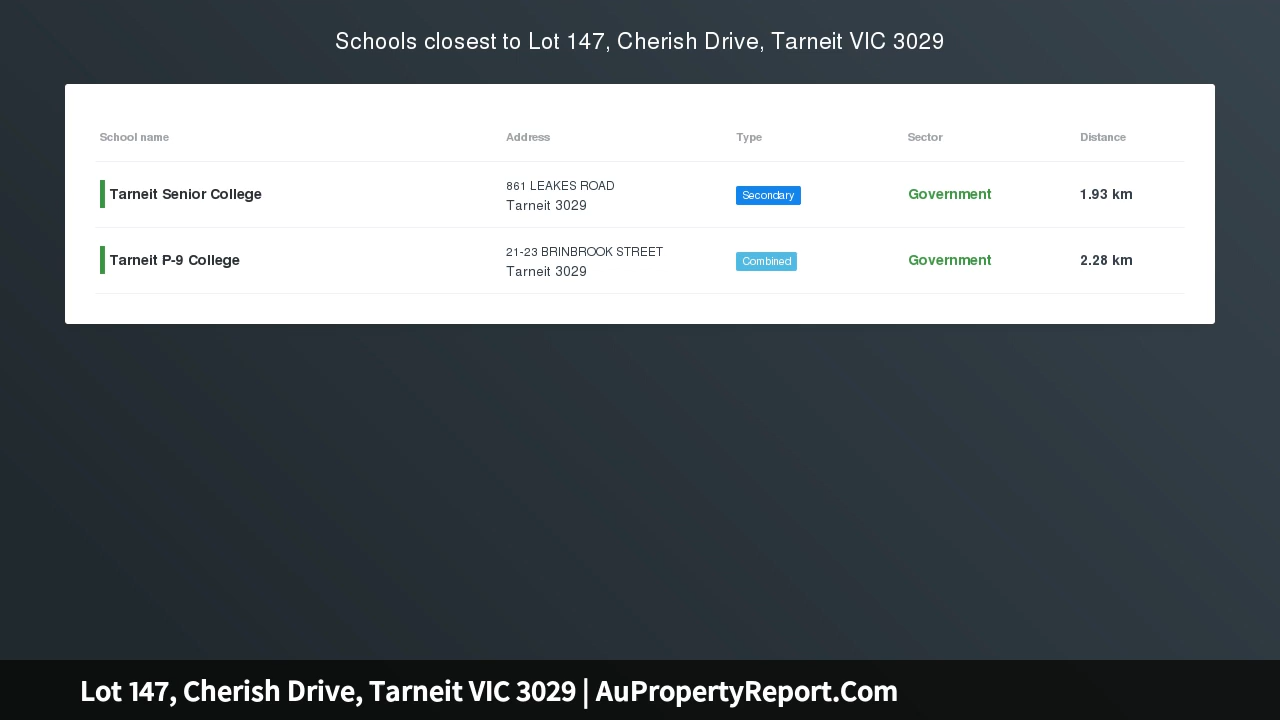 Schools closest to Lot 147, Cherish Drive, Tarneit VIC 3029
School name Address Type Sector Distance
Tarneit Senior College 861 LEAKES ROAD Tarneit 3029 Secondary Government 1.93 km
Tarneit P-9 College 21-23 BRINBROOK STREET Tarneit 3029 Combined Government 2.28 km
Lot 147, Cherish Drive, Tarneit VIC 3029 | AuPropertyReport.Com